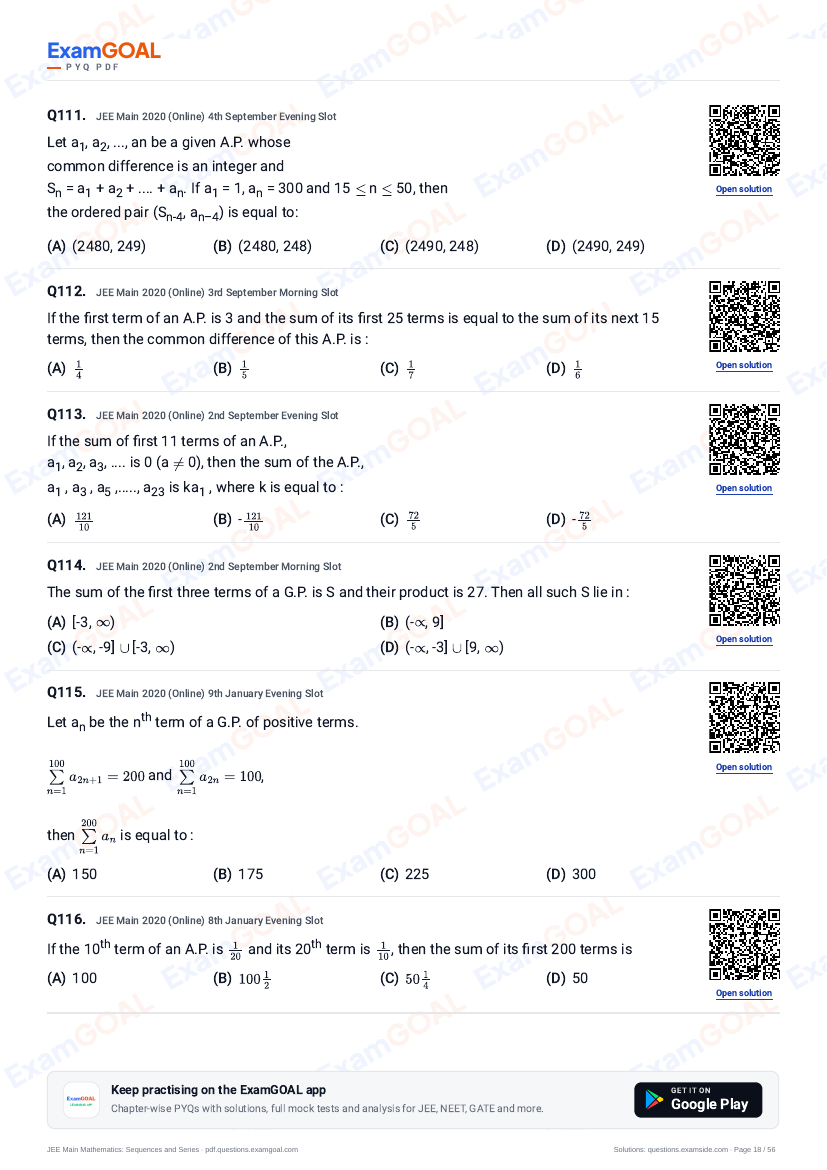 ExamGOAL
PYQ PDF
Q111. JEE Main 2020 (Online) 4th September Evening Slot
Let a1, a2, ..., an be a given A.P. whose
common difference is an integer and
Sn = a1 + a2 + .... + an. If a1 = 1, an = 300 and 15 ≤ n ≤ 50, then
the ordered pair (Sn-4, an–4) is equal to:
(A) (2480, 249) (B) (2480, 248) (C) (2490, 248) (D) (2490, 249)
Open solution
Q112. JEE Main 2020 (Online) 3rd September Morning Slot
If the first term of an A.P. is 3 and the sum of its first 25 terms is equal to the sum of its next 15
terms, then the common difference of this A.P. is :
(A) 1/4 (B) 1/5 (C) 1/7 (D) 1/6
Open solution
Q113. JEE Main 2020 (Online) 2nd September Evening Slot
If the sum of first 11 terms of an A.P.,
a1, a2, a3, .... is 0 (a ≠ 0), then the sum of the A.P.,
a1 , a3 , a5 ,....., a23 is ka1 , where k is equal to :
(A) 121/10 (B) -121/10 (C) 72/5 (D) -72/5
Open solution
Q114. JEE Main 2020 (Online) 2nd September Morning Slot
The sum of the first three terms of a G.P. is S and their product is 27. Then all such S lie in :
(A) [-3, ∞) (B) (-∝, 9]
(C) (-∝, -9] ∪ [-3, ∞) (D) (-∝, -3] ∪ [9, ∞)
Open solution
Q115. JEE Main 2020 (Online) 9th January Evening Slot
Let an be the nth term of a G.P. of positive terms.
100∑n=1 a2n+1 = 200 and 100∑n=1 a2n = 100,
then 200∑n=1 an is equal to :
(A) 150 (B) 175 (C) 225 (D) 300
Open solution
Q116. JEE Main 2020 (Online) 8th January Evening Slot
If the 10th term of an A.P. is 1/20 and its 20th term is 1/10, then the sum of its first 200 terms is
(A) 100 (B) 100 1/2 (C) 50 1/4 (D) 50
Open solution
Keep practising on the ExamGOAL app
Chapter-wise PYQs with solutions, full mock tests and analysis for JEE, NEET, GATE and more.
GET IT ON
Google Play
JEE Main Mathematics: Sequences and Series · pdf.questions.examgoal.com
Solutions: questions.examside.com · Page 18 / 56